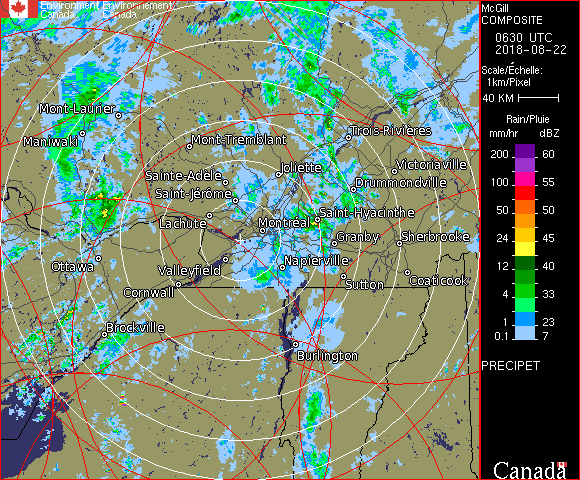 Environment Environnement
Canada Canada
McGill
COMPOSITE
0630 UTC
2018-08-22
Scale/Échelle:
1km/Pixel
40 KM
Rain/Pluie
mm/hr dBZ
200 60
100 55
50 50
24 45
12 40
4 33
1 23
0.1 7
PRECIPET
Canada
Mont-Laurier
Maniwaki
Mont-Tremblant
Trois-Rivières
Sainte-Adèle
Joliette
Victoriaville
Saint-Jérôme
Drummondville
Lachute
Montréal
Saint-Hyacinthe
Granby
Sherbrooke
Ottawa
Valleyfield
Napierville
Cornwall
Sutton
Coaticook
Brockville
Burlington